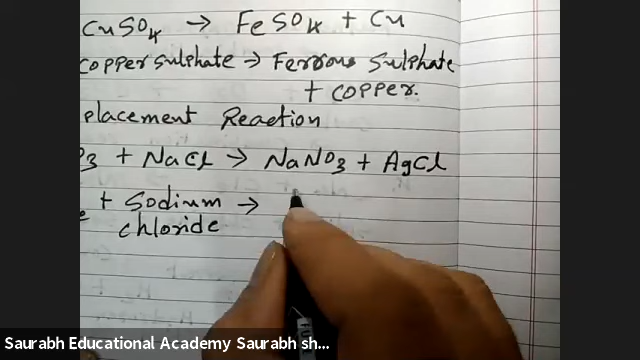 CuSO4 → FeSO4 + Cu
copper sulphate → Ferrous Sulphate
+ copper.
placement Reaction
O3 + NaCl → NaNO3 + AgCl
e + Sodium →
chloride
Saurabh Educational Academy Saurabh sh...